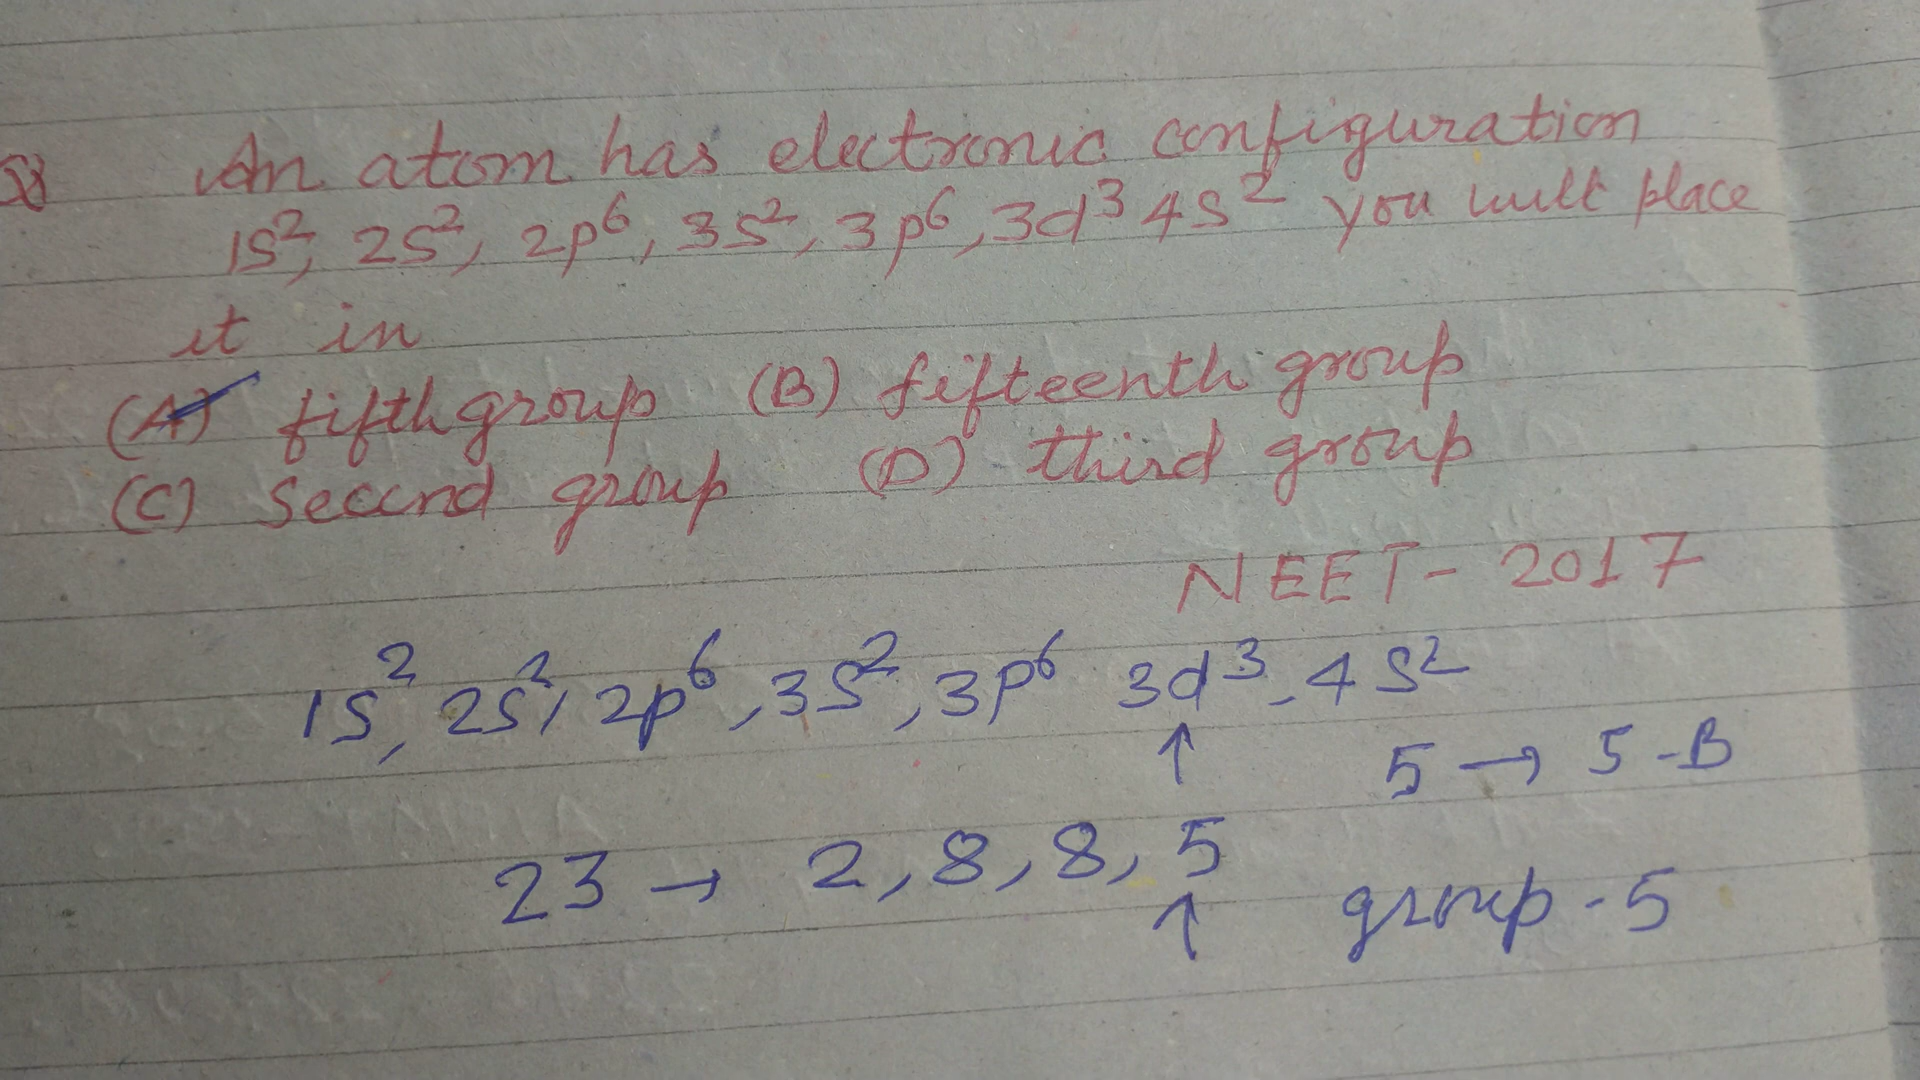 Q) An atom has electronic configuration
1s², 2s², 2p⁶, 3s², 3p⁶, 3d³ 4s² you will place
it in
(A) fifth group (B) fifteenth group
(C) Second group (D) third group
NEET - 2017
1s², 2s², 2p⁶, 3s², 3p⁶ 3d³, 4s²
↑ 5 → 5-B
23 → 2, 8, 8, 5
↑ group - 5